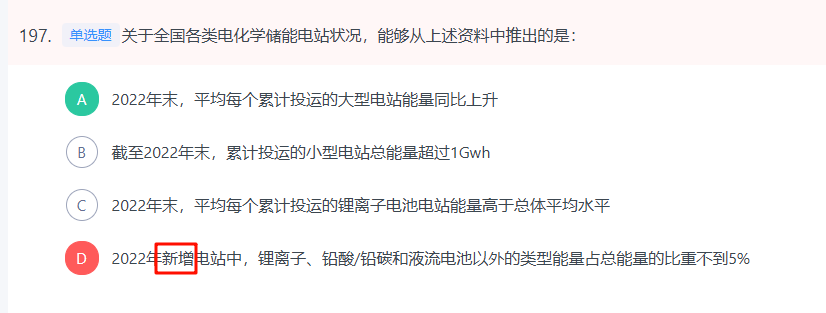 197. 单选题 关于全国各类电化学储能电站状况，能够从上述资料中推出的是：
A 2022年末，平均每个累计投运的大型电站能量同比上升
B 截至2022年末，累计投运的小型电站总能量超过1Gwh
C 2022年末，平均每个累计投运的锂离子电池电站能量高于总体平均水平
D 2022年新增电站中，锂离子、铅酸/铅碳和液流电池以外的类型能量占总能量的比重不到5%